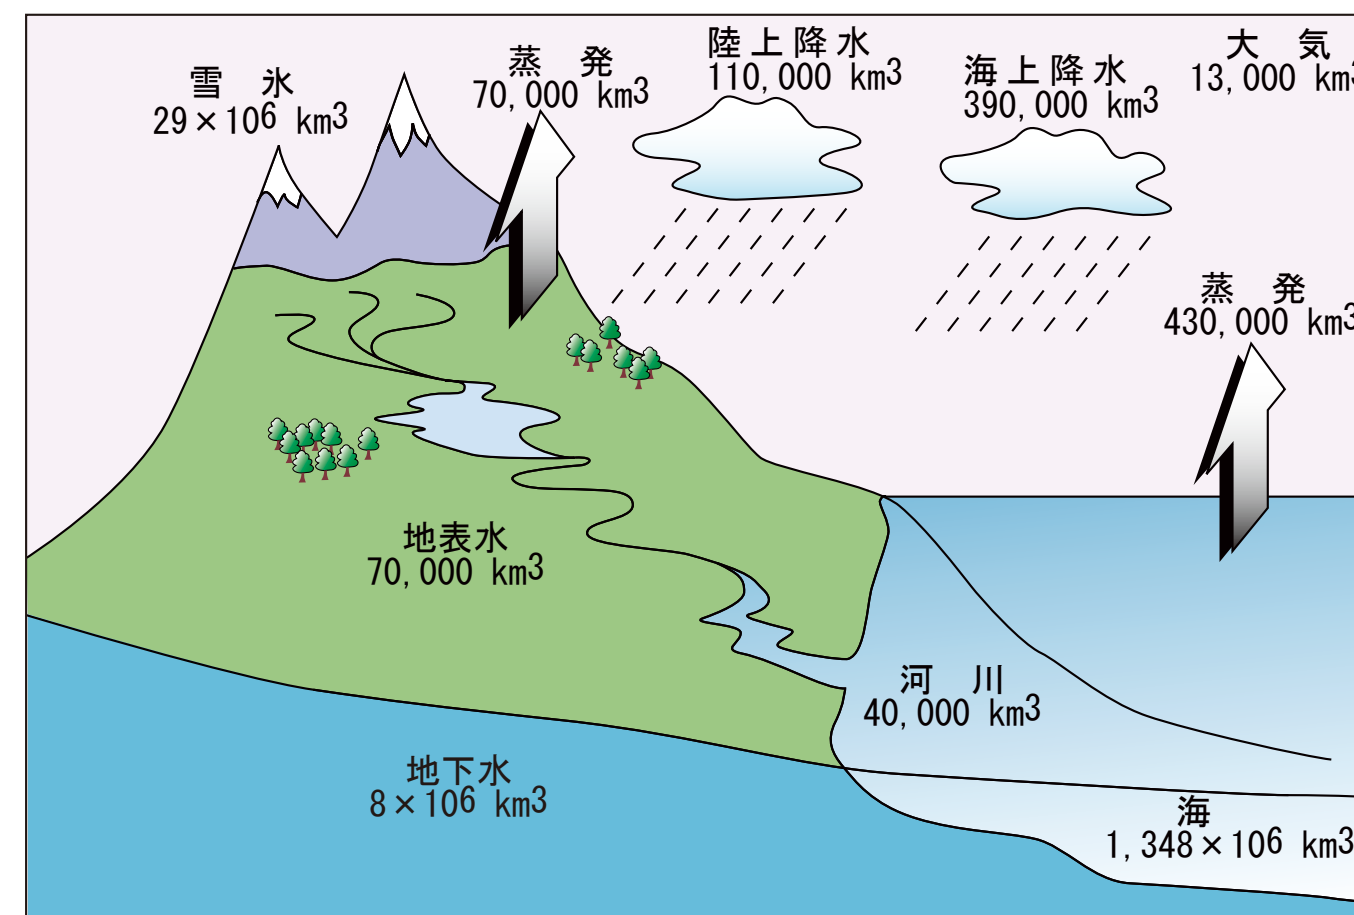 雪 氷
29×10⁶ km³
蒸 発
70,000 km³
陸上降水
110,000 km³
海上降水
390,000 km³
大 気
13,000 km³
蒸 発
430,000 km³
地表水
70,000 km³
河 川
40,000 km³
地下水
8×10⁶ km³
海
1,348×10⁶ km³